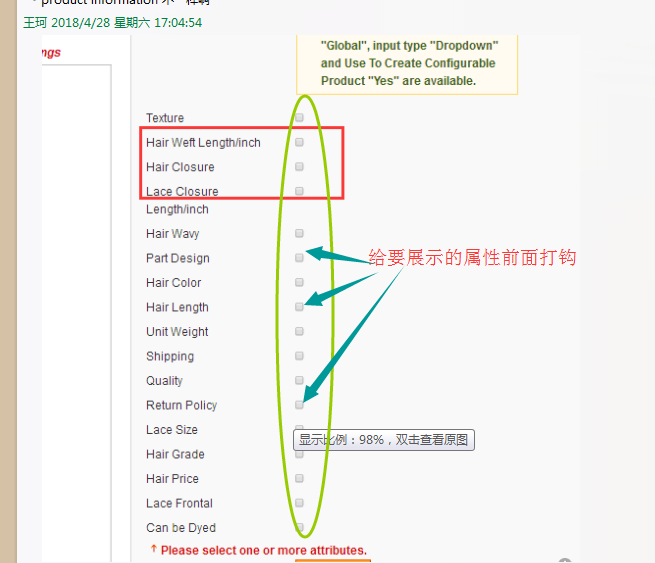 product information 不一样啊
王珂 2018/4/28 星期六 17:04:54
ngs
"Global", input type "Dropdown"
and Use To Create Configurable
Product "Yes" are available.
Texture
Hair Weft Length/inch
Hair Closure
Lace Closure
Length/inch
Hair Wavy
Part Design
给要展示的属性前面打钩
Hair Color
Hair Length
Unit Weight
Shipping
Quality
Return Policy
Lace Size
显示比例：98%，双击查看原图
Hair Grade
Hair Price
Lace Frontal
Can be Dyed
↑ Please select one or more attributes.